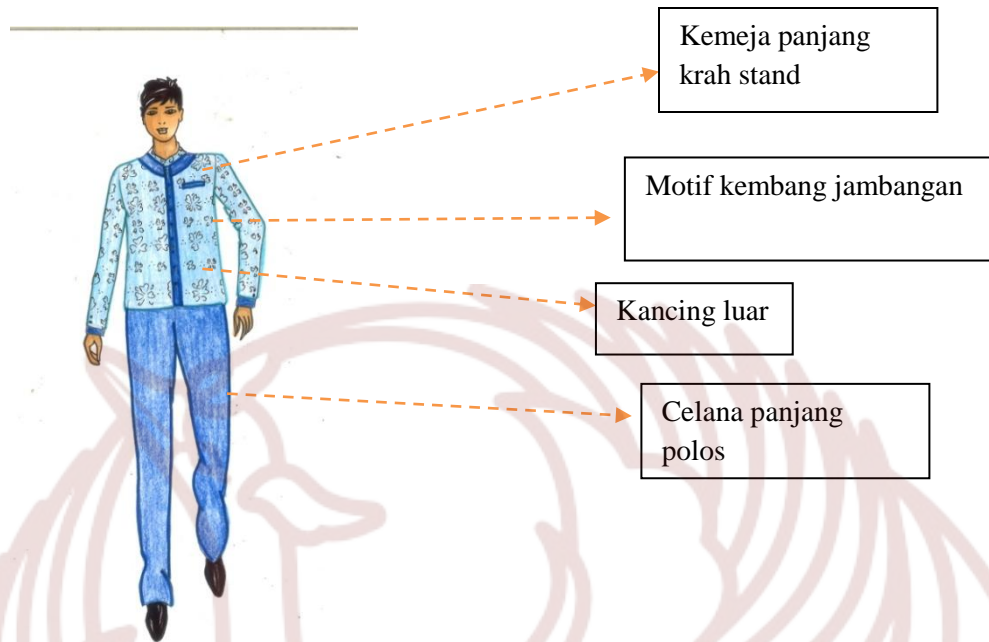 Kemeja panjang
krah stand
Motif kembang jambangan
Kancing luar
Celana panjang
polos